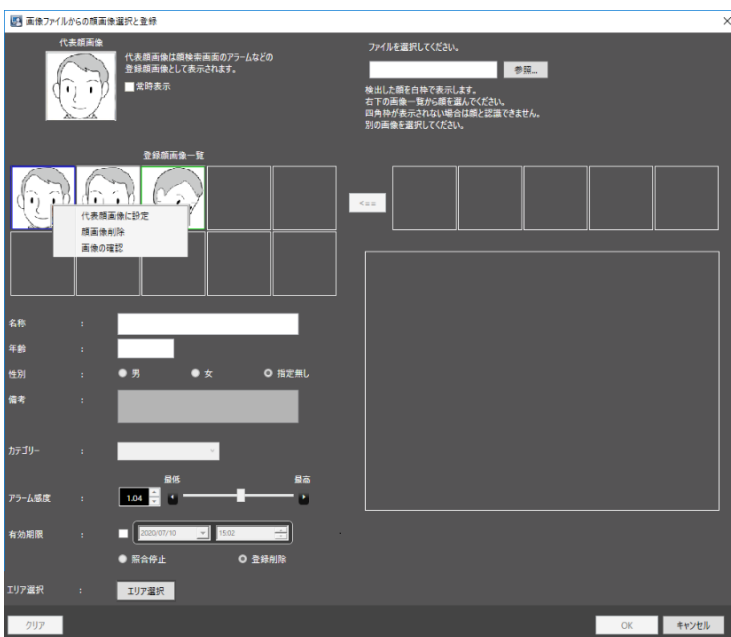 画像ファイルからの顔画像選択と登録
代表顔画像
代表顔画像は顔検索画面のアラームなどの
登録顔画像として表示されます。
常時表示
ファイルを選択してください。
参照...
検出した顔を白枠で表示します。
右下の画像一覧から顔を選んでください。
四角枠が表示されない場合は顔と認識できません。
別の画像を選択してください。
登録顔画像一覧
<==
代表顔画像に設定
顔画像削除
画像の確認
名称 :
年齢 :
性別 : 男 女 指定無し
備考 :
カテゴリー :
最低 最高
アラーム感度 : 1.04
有効期限 : 2020/07/10 15:02
照合停止 登録削除
エリア選択 : エリア選択
クリア OK キャンセル